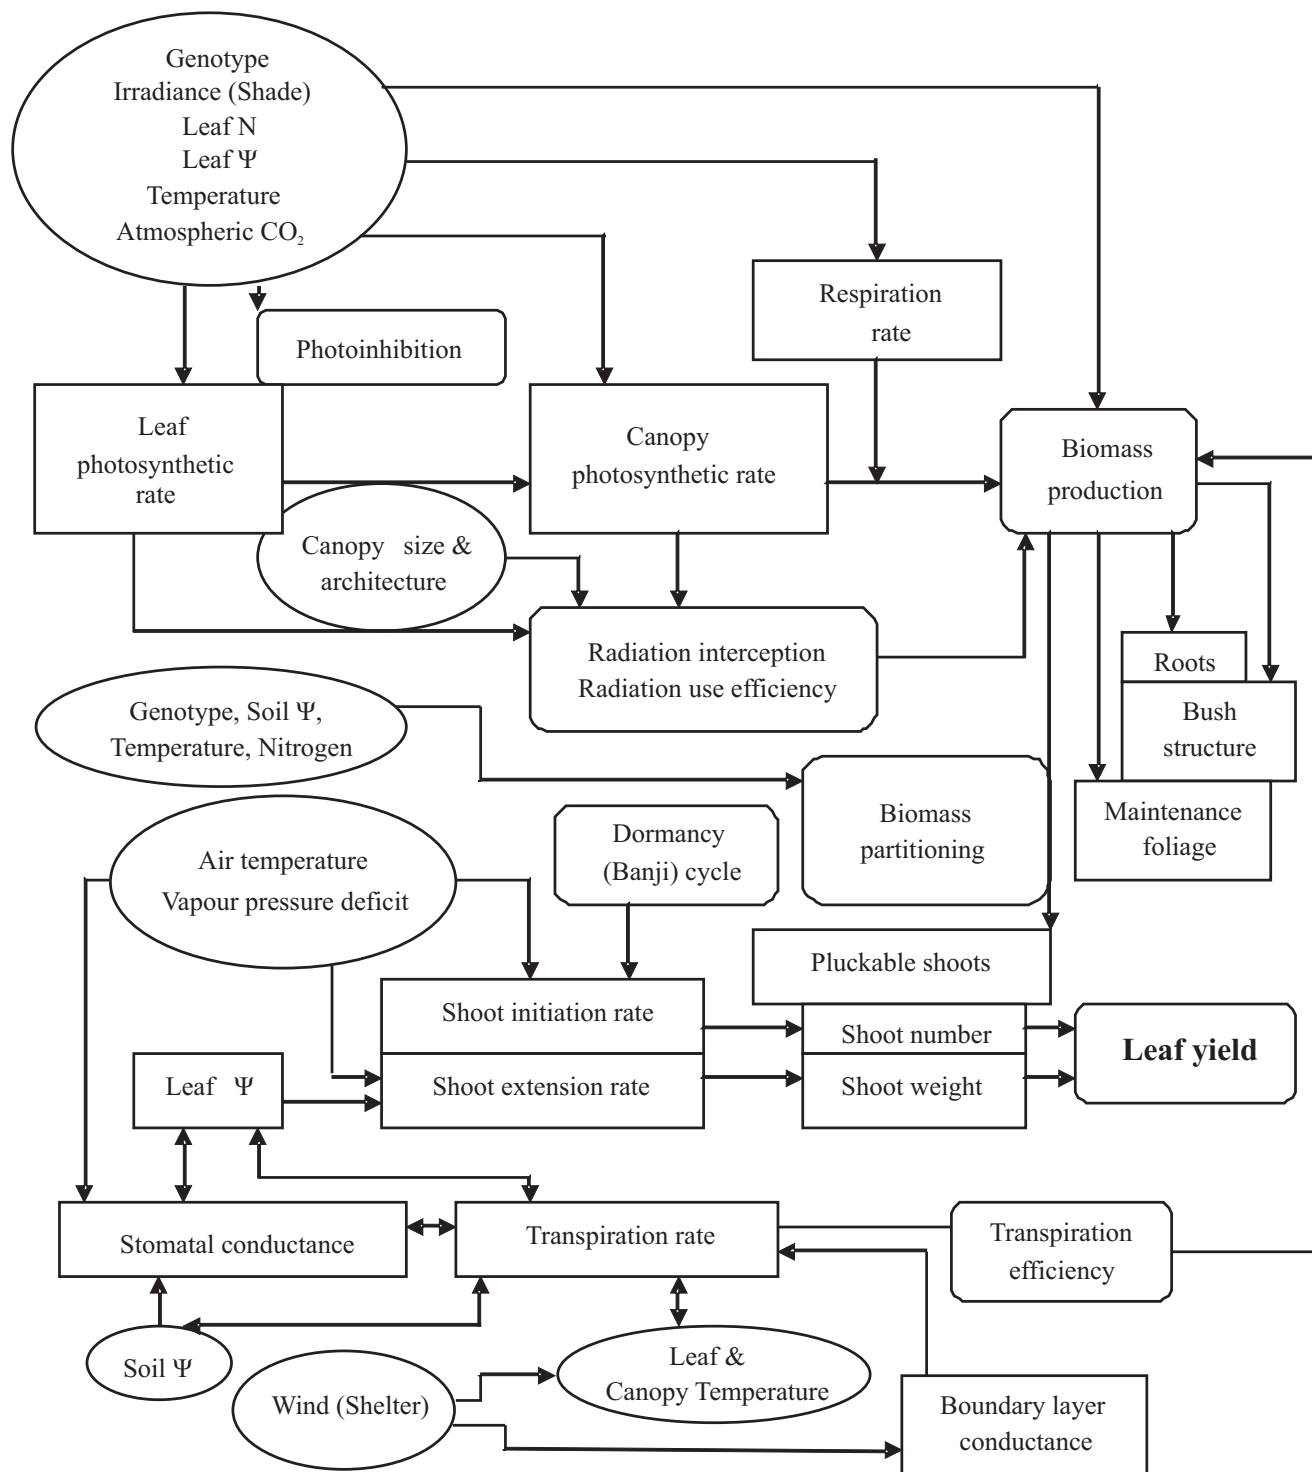 Genotype
Irradiance (Shade)
Leaf N
Leaf Ψ
Temperature
Atmospheric CO₂
Respiration
rate
Photoinhibition
Leaf
photosynthetic
rate
Canopy
photosynthetic rate
Biomass
production
Canopy size &
architecture
Radiation interception
Radiation use efficiency
Roots
Bush
structure
Maintenance
foliage
Genotype, Soil Ψ,
Temperature, Nitrogen
Biomass
partitioning
Dormancy
(Banji) cycle
Air temperature
Vapour pressure deficit
Pluckable shoots
Shoot initiation rate
Shoot number
Leaf yield
Leaf Ψ
Shoot extension rate
Shoot weight
Stomatal conductance
Transpiration rate
Transpiration
efficiency
Soil Ψ
Leaf &
Canopy Temperature
Wind (Shelter)
Boundary layer
conductance